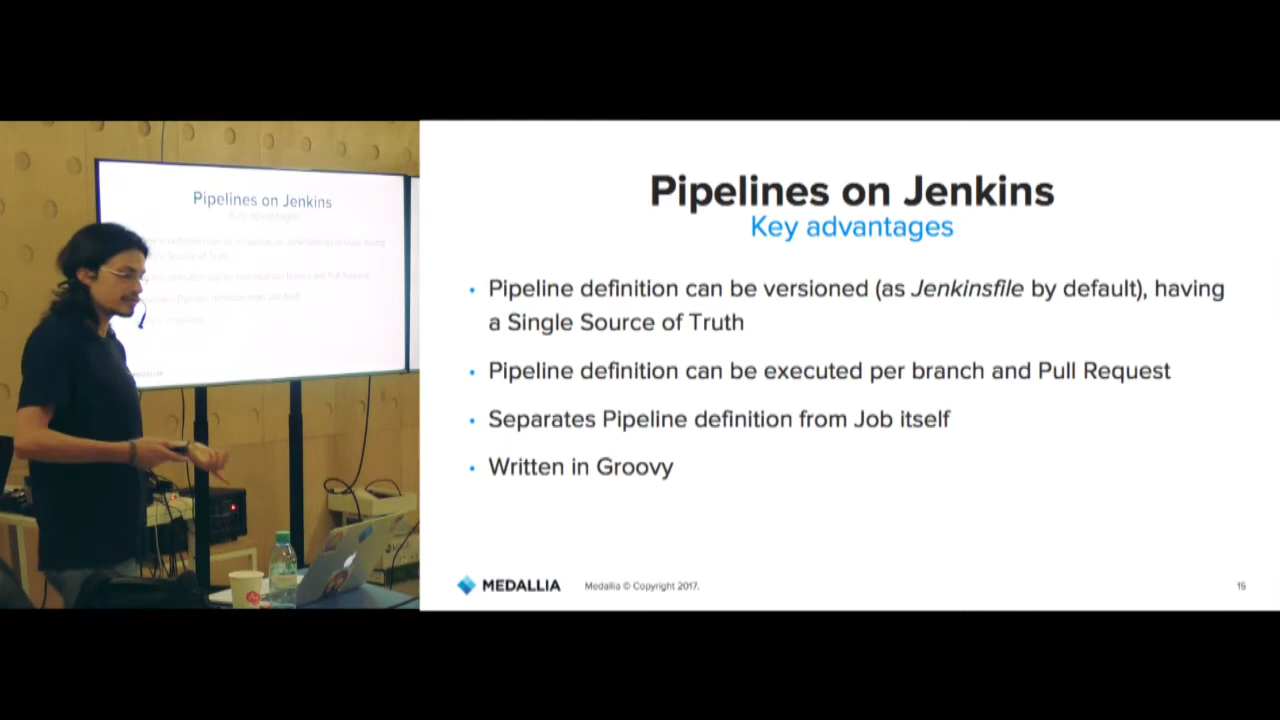 Pipelines on Jenkins
Pipelines on Jenkins
Key advantages
• Pipeline definition can be versioned (as Jenkinsfile by default), having
a Single Source of Truth
• Pipeline definition can be executed per branch and Pull Request
• Separates Pipeline definition from Job itself
• Written in Groovy
MEDALLIA
Medallia © Copyright 2017.
15